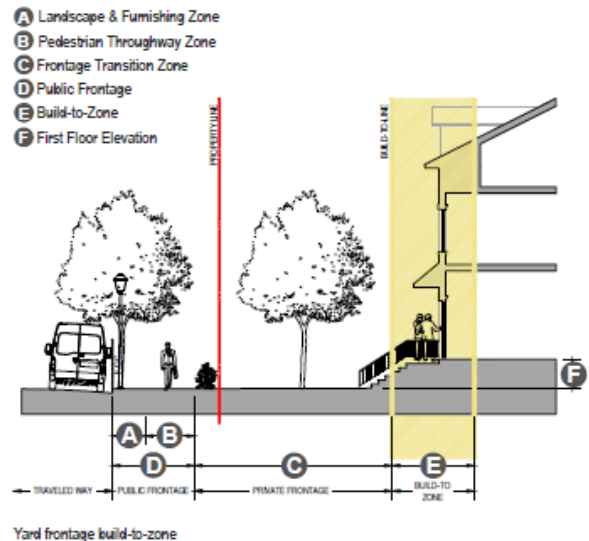 A Landscape & Furnishing Zone
B Pedestrian Throughway Zone
C Frontage Transition Zone
D Public Frontage
E Build-to-Zone
F First Floor Elevation
PROPERTY LINE
BUILD-TO-LINE
F
A B
D C E
TRAVELED WAY PUBLIC FRONTAGE PRIVATE FRONTAGE BUILD-TO
ZONE
Yard frontage build-to-zone